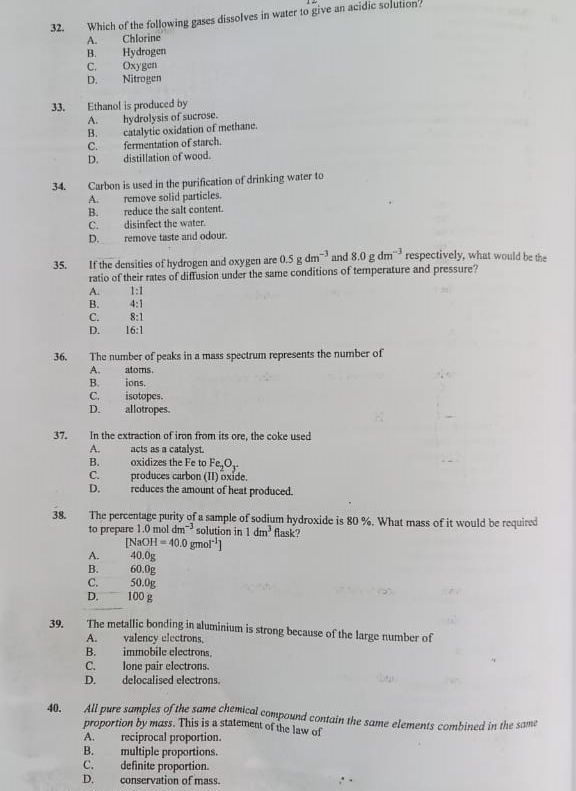 32. Which of the following gases dissolves in water to give an acidic solution?
A. Chlorine
B. Hydrogen
C. Oxygen
D. Nitrogen
33. Ethanol is produced by
A. hydrolysis of sucrose.
B. catalytic oxidation of methane.
C. fermentation of starch.
D. distillation of wood.
34. Carbon is used in the purification of drinking water to
A. remove solid particles.
B. reduce the salt content.
C. disinfect the water.
D. remove taste and odour.
35. If the densities of hydrogen and oxygen are 0.5 g dm⁻³ and 8.0 g dm⁻³ respectively, what would be the
ratio of their rates of diffusion under the same conditions of temperature and pressure?
A. 1:1
B. 4:1
C. 8:1
D. 16:1
36. The number of peaks in a mass spectrum represents the number of
A. atoms.
B. ions.
C. isotopes.
D. allotropes.
37. In the extraction of iron from its ore, the coke used
A. acts as a catalyst.
B. oxidizes the Fe to Fe₂O₃.
C. produces carbon (II) oxide.
D. reduces the amount of heat produced.
38. The percentage purity of a sample of sodium hydroxide is 80 %. What mass of it would be required
to prepare 1.0 mol dm⁻³ solution in 1 dm³ flask?
[NaOH = 40.0 gmol⁻¹]
A. 40.0g
B. 60.0g
C. 50.0g
D. 100 g
39. The metallic bonding in aluminium is strong because of the large number of
A. valency electrons.
B. immobile electrons.
C. lone pair electrons.
D. delocalised electrons.
40. All pure samples of the same chemical compound contain the same elements combined in the same
proportion by mass. This is a statement of the law of
A. reciprocal proportion.
B. multiple proportions.
C. definite proportion.
D. conservation of mass.